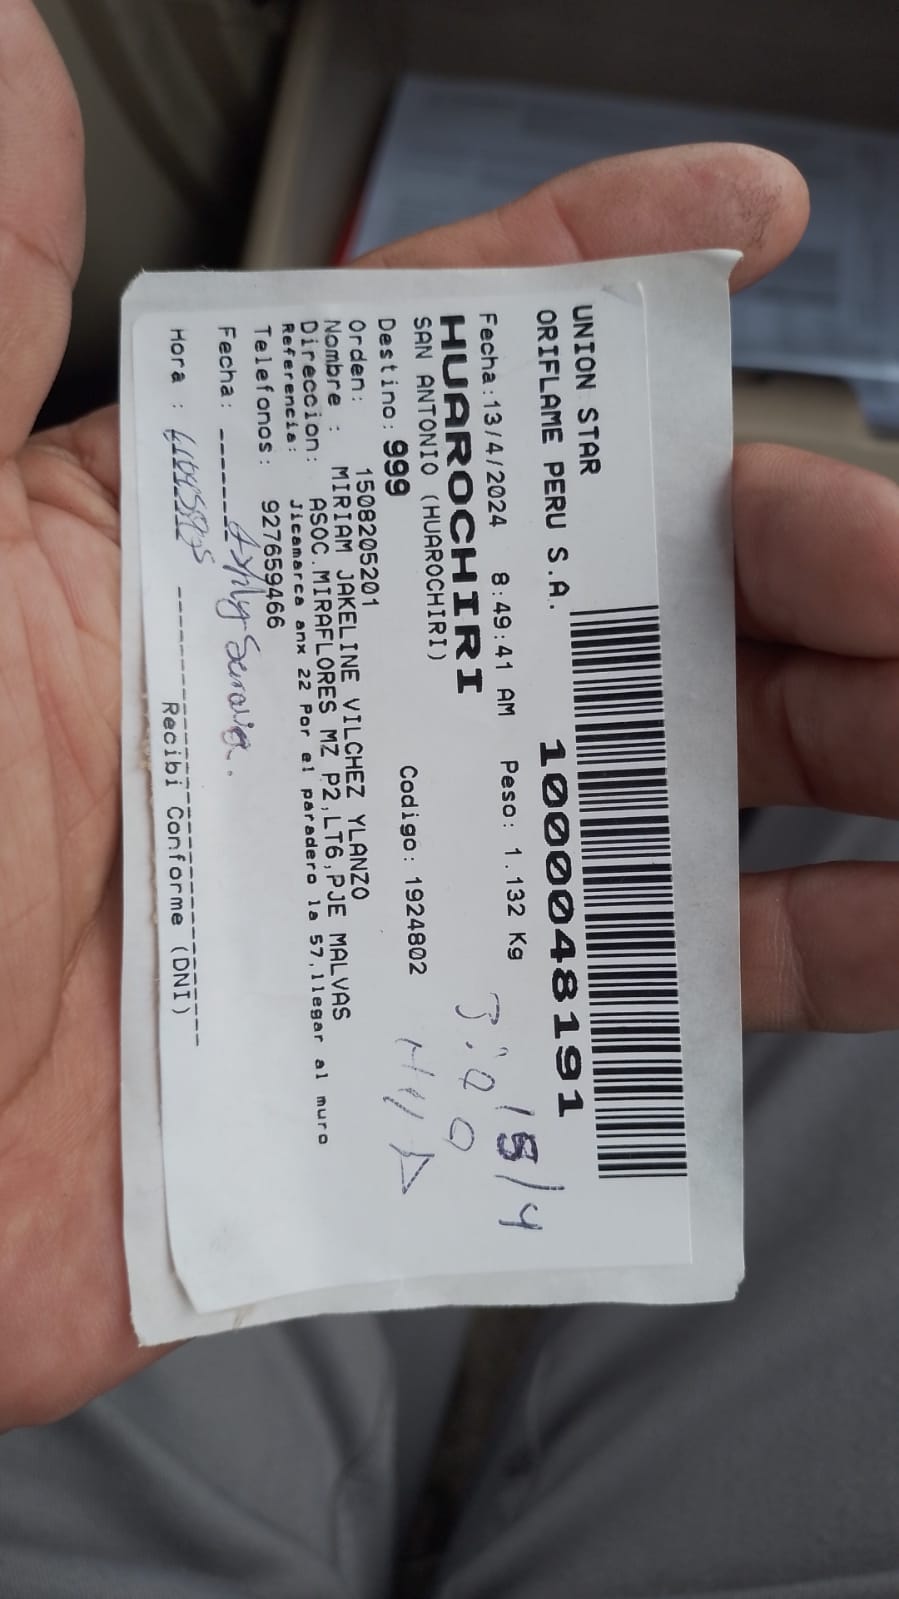 UNION STAR
ORIFLAME PERU S.A.
10000048191
Fecha:13/4/2024 8:49:41 AM Peso: 1.132 Kg
15/4
HUAROCHIRI
SAN ANTONIO (HUAROCHIRI)
Destino: 999 Codigo: 1924802
Orden: 1508205201
Nombre : MIRIAM JAKELINE VILCHEZ YLANZO
Direccion: ASOC.MIRAFLORES MZ P2,LT6,PJE MALVAS
Referencia: Jicamarca anx 22 Por el paradero la 57,llegar al muro
Telefonos: 927659466
Fecha:
Hora : Recibi Conforme (DNI)